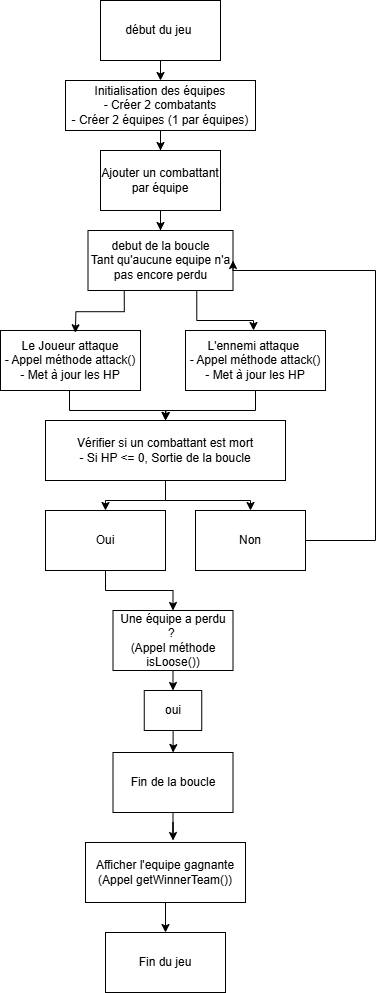 début du jeu
Initialisation des équipes
- Créer 2 combatants
- Créer 2 équipes (1 par équipes)
Ajouter un combattant
par équipe
debut de la boucle
Tant qu'aucune equipe n'a
pas encore perdu
Le Joueur attaque
- Appel méthode attack()
- Met à jour les HP
L'ennemi attaque
- Appel méthode attack()
- Met à jour les HP
Vérifier si un combattant est mort
- Si HP <= 0, Sortie de la boucle
Oui
Non
Une équipe a perdu
?
(Appel méthode
isLoose())
oui
Fin de la boucle
Afficher l'equipe gagnante
(Appel getWinnerTeam())
Fin du jeu